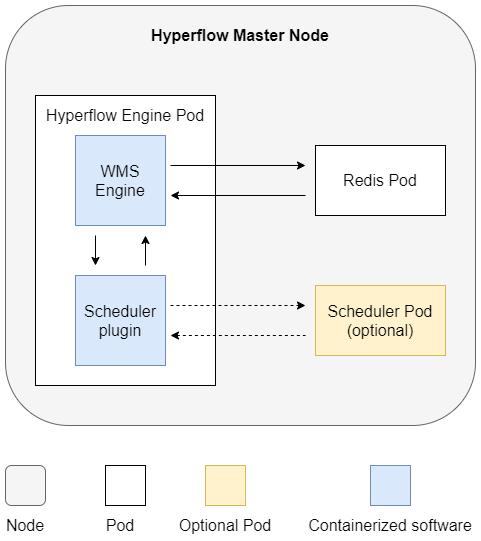 Hyperflow Master Node
Hyperflow Engine Pod
WMS
Engine
Redis Pod
Scheduler
plugin
Scheduler Pod
(optional)
Node
Pod
Optional Pod
Containerized software